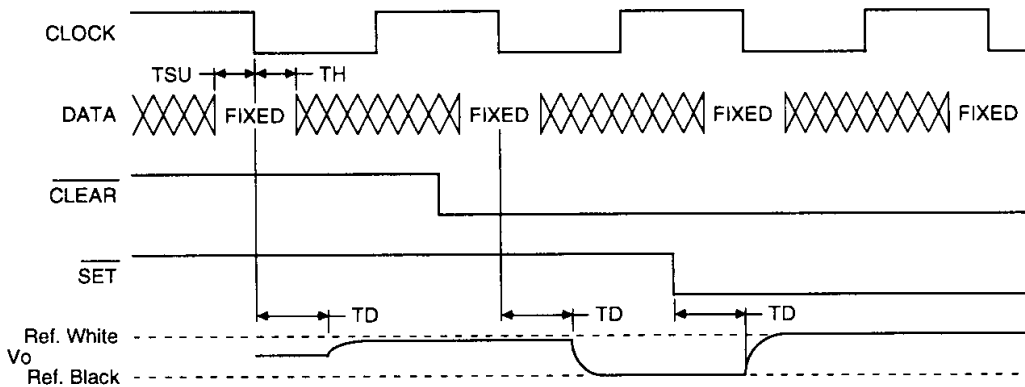 CLOCK
TSU TH
DATA FIXED FIXED FIXED FIXED
CLEAR
SET
TD TD TD
Ref. White
Vo
Ref. Black